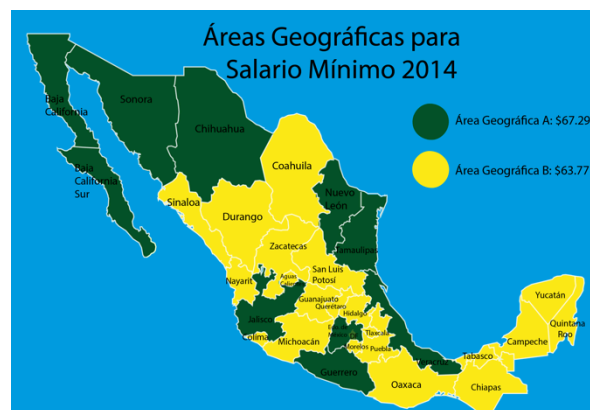 Áreas Geográficas para
Salario Mínimo 2014
Área Geográfica A: $67.29
Área Geográfica B: $63.77
Baja
California
Sonora
Chihuahua
Coahuila
Baja
California
Sur
Nuevo
León
Sinaloa
Durango
Tamaulipas
Zacatecas
San Luis
Potosí
Nayarit
Aguas
Guanajuato
Querétaro
Hidalgo
Jalisco
Colima
Michoacán
Edo de
Tlaxcala
Morelos
Puebla
Veracruz
Guerrero
Oaxaca
Tabasco
Chiapas
Campeche
Yucatán
Quintana
Roo